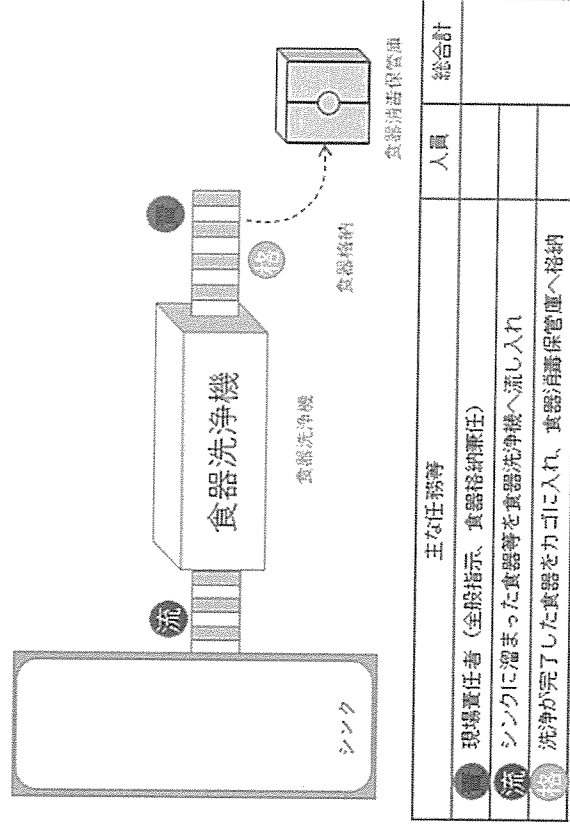 シンク
流
食器洗浄機
食器洗浄機
責
格
食器格納
食器消毒保管庫
主な任務等 人員 総合計
責 現場責任者（全般指示、食器格納兼任）
流 シンクに溜まった食器等を食器洗浄機へ流し入れ
格 洗浄が完了した食器をカゴに入れ、食器消毒保管庫へ格納